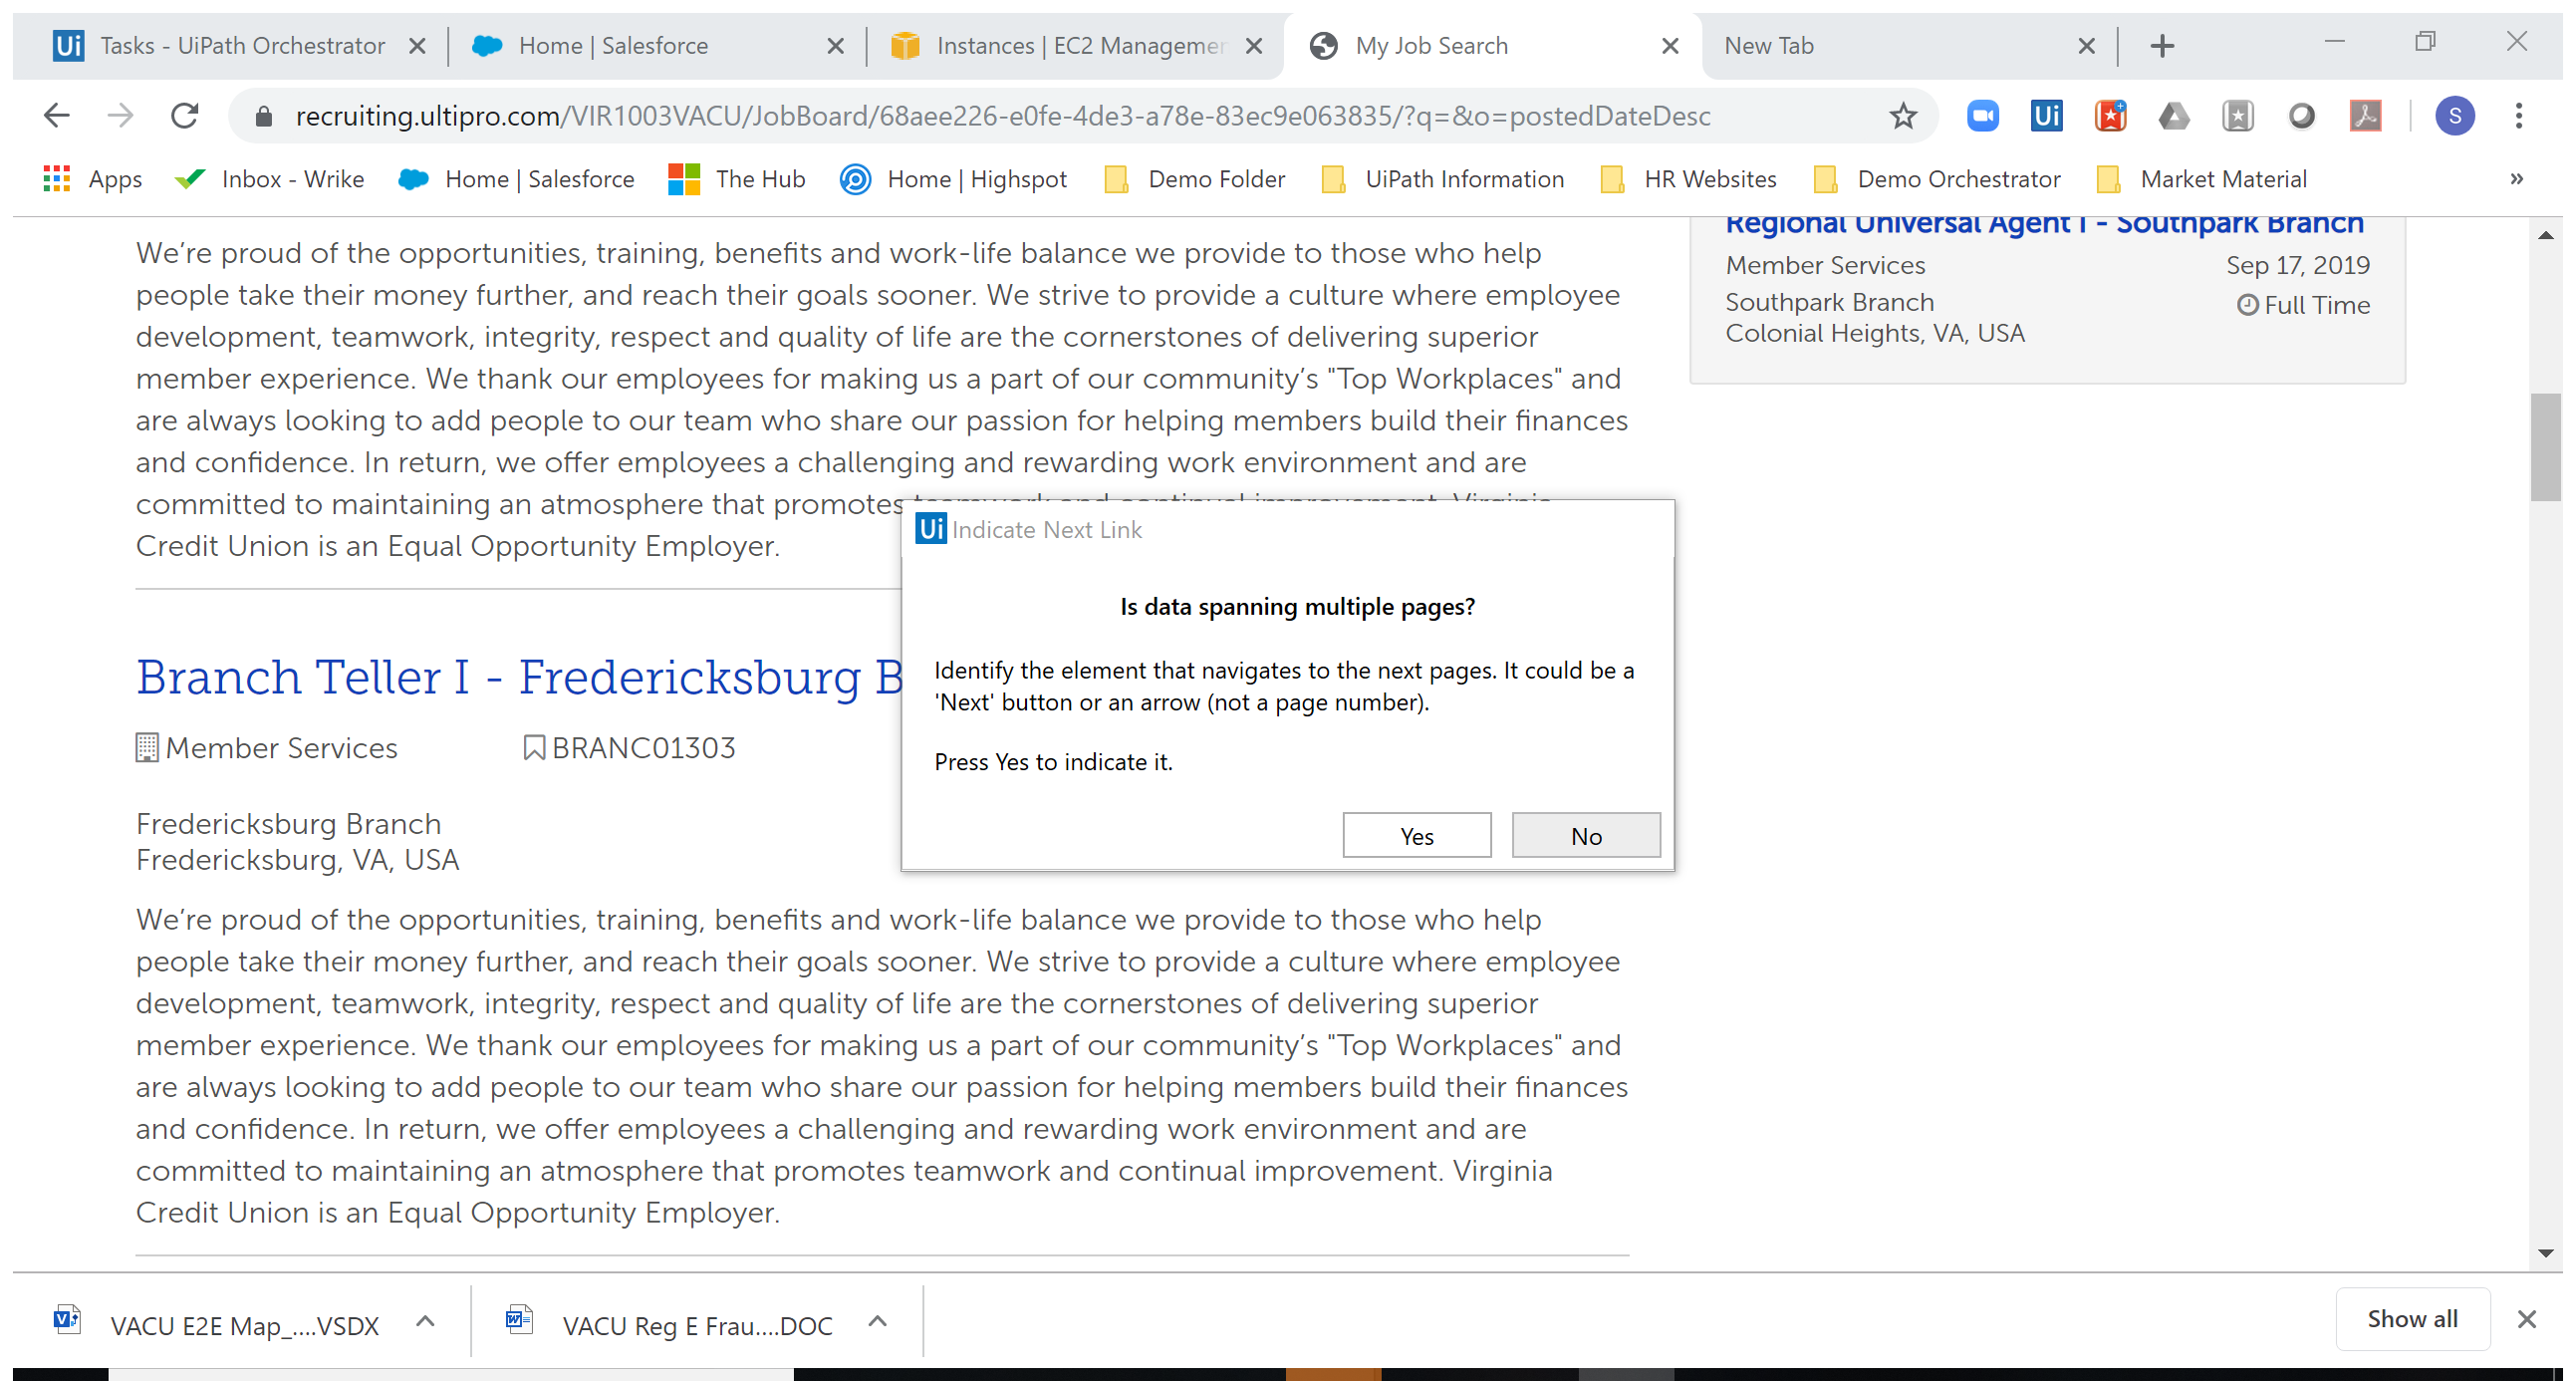 Ui Tasks - UiPath Orchestrator
Home | Salesforce
Instances | EC2 Managemen
My Job Search
New Tab
recruiting.ultipro.com/VIR1003VACU/JobBoard/68aee226-e0fe-4de3-a78e-83ec9e063835/?q=&o=postedDateDesc
Ui
S
Apps
Inbox - Wrike
Home | Salesforce
The Hub
Home | Highspot
Demo Folder
UiPath Information
HR Websites
Demo Orchestrator
Market Material
»
We’re proud of the opportunities, training, benefits and work-life balance we provide to those who help
people take their money further, and reach their goals sooner. We strive to provide a culture where employee
development, teamwork, integrity, respect and quality of life are the cornerstones of delivering superior
member experience. We thank our employees for making us a part of our community’s "Top Workplaces" and
are always looking to add people to our team who share our passion for helping members build their finances
and confidence. In return, we offer employees a challenging and rewarding work environment and are
committed to maintaining an atmosphere that promotes teamwork and continual improvement. Virginia
Credit Union is an Equal Opportunity Employer.
Regional Universal Agent I - Southpark Branch
Member Services
Sep 17, 2019
Southpark Branch
Full Time
Colonial Heights, VA, USA
Ui Indicate Next Link
Is data spanning multiple pages?
Identify the element that navigates to the next pages. It could be a
'Next' button or an arrow (not a page number).
Press Yes to indicate it.
Yes
No
Branch Teller I - Fredericksburg B
Member Services
BRANC01303
Fredericksburg Branch
Fredericksburg, VA, USA
We’re proud of the opportunities, training, benefits and work-life balance we provide to those who help
people take their money further, and reach their goals sooner. We strive to provide a culture where employee
development, teamwork, integrity, respect and quality of life are the cornerstones of delivering superior
member experience. We thank our employees for making us a part of our community’s "Top Workplaces" and
are always looking to add people to our team who share our passion for helping members build their finances
and confidence. In return, we offer employees a challenging and rewarding work environment and are
committed to maintaining an atmosphere that promotes teamwork and continual improvement. Virginia
Credit Union is an Equal Opportunity Employer.
VACU E2E Map_....VSDX
VACU Reg E Frau....DOC
Show all